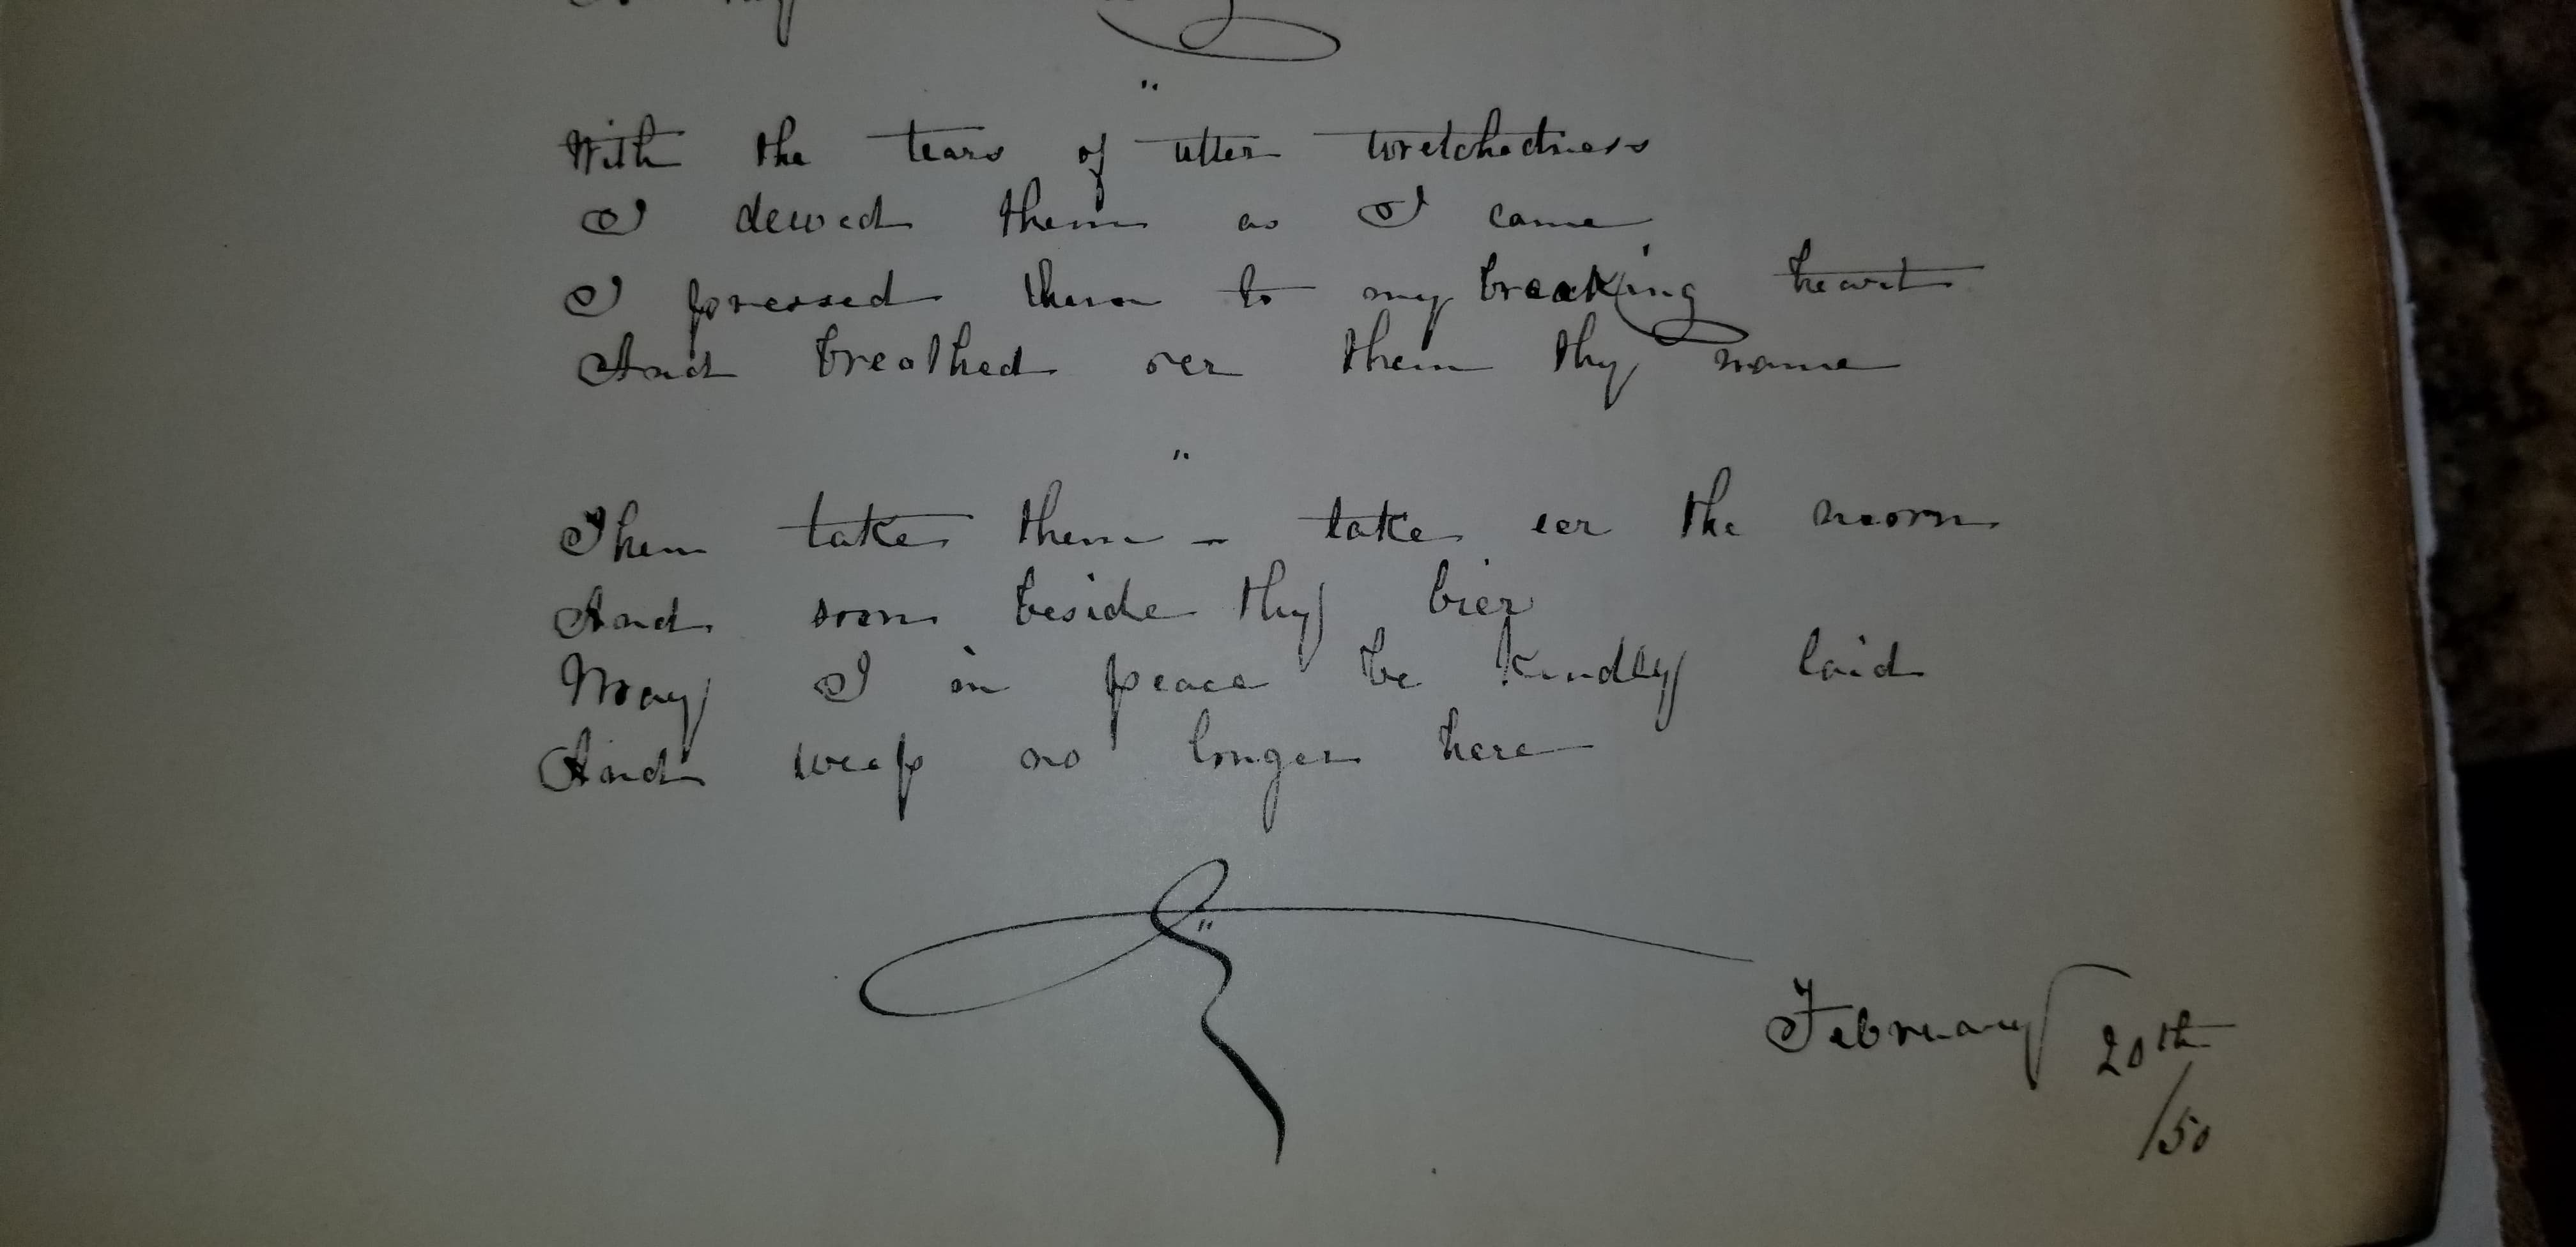 "
With the tears of utter wretchedness
I dewed them as I came
I pressed them to my breaking heart
And breathed oer them thy name
"
Then take them - take eer the morn
And soon beside thy bier
May I in peace be kindly laid
And weep no longer here
"
February 20th
/50